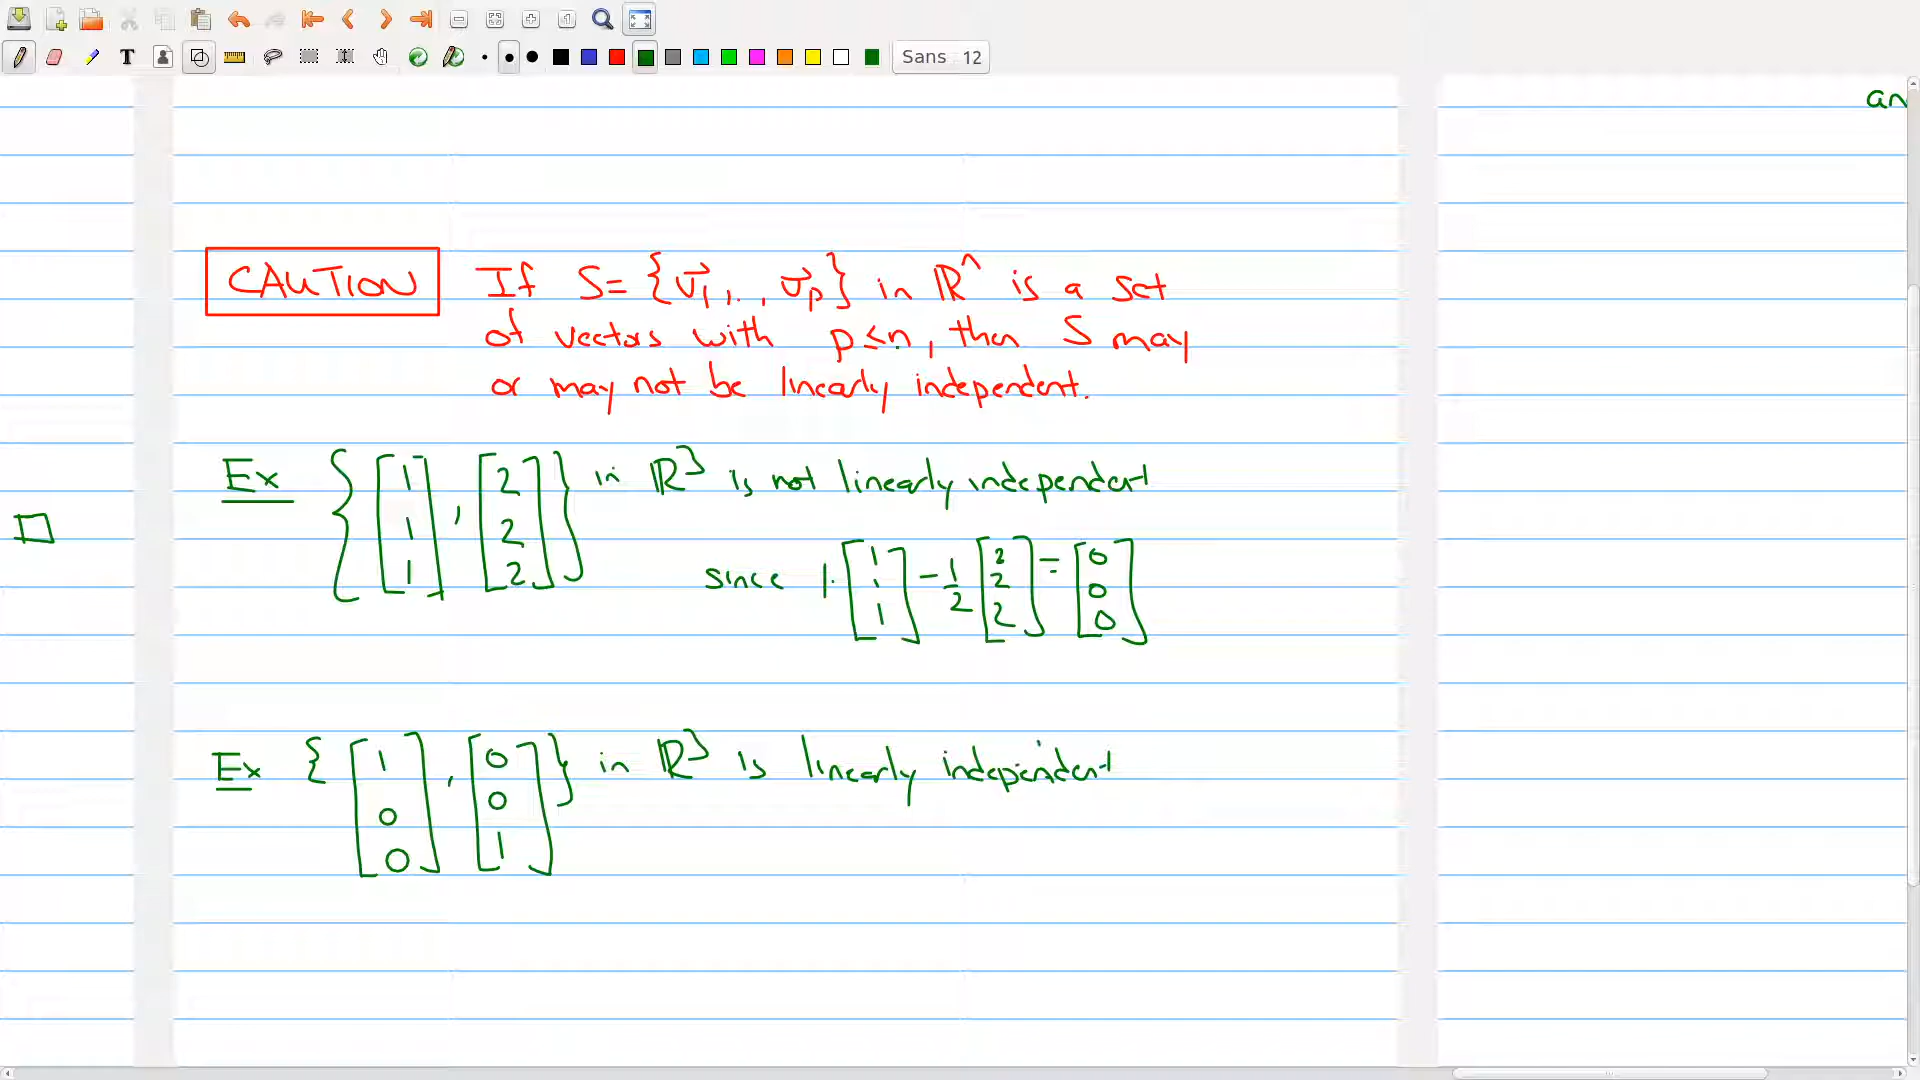 Sans 12
an
CAUTION If S = {v⃗₁, .., v⃗ₚ} in ℝⁿ is a set
of vectors with p ≤ n, then S may
or may not be linearly independent.
Ex { [1 1 1], [2 2 2] } in ℝ³ is not linearly independent
since 1·[1 1 1] - 1/2 [2 2 2] = [0 0 0]
Ex { [1 0 0], [0 0 1] } in ℝ³ is linearly independent